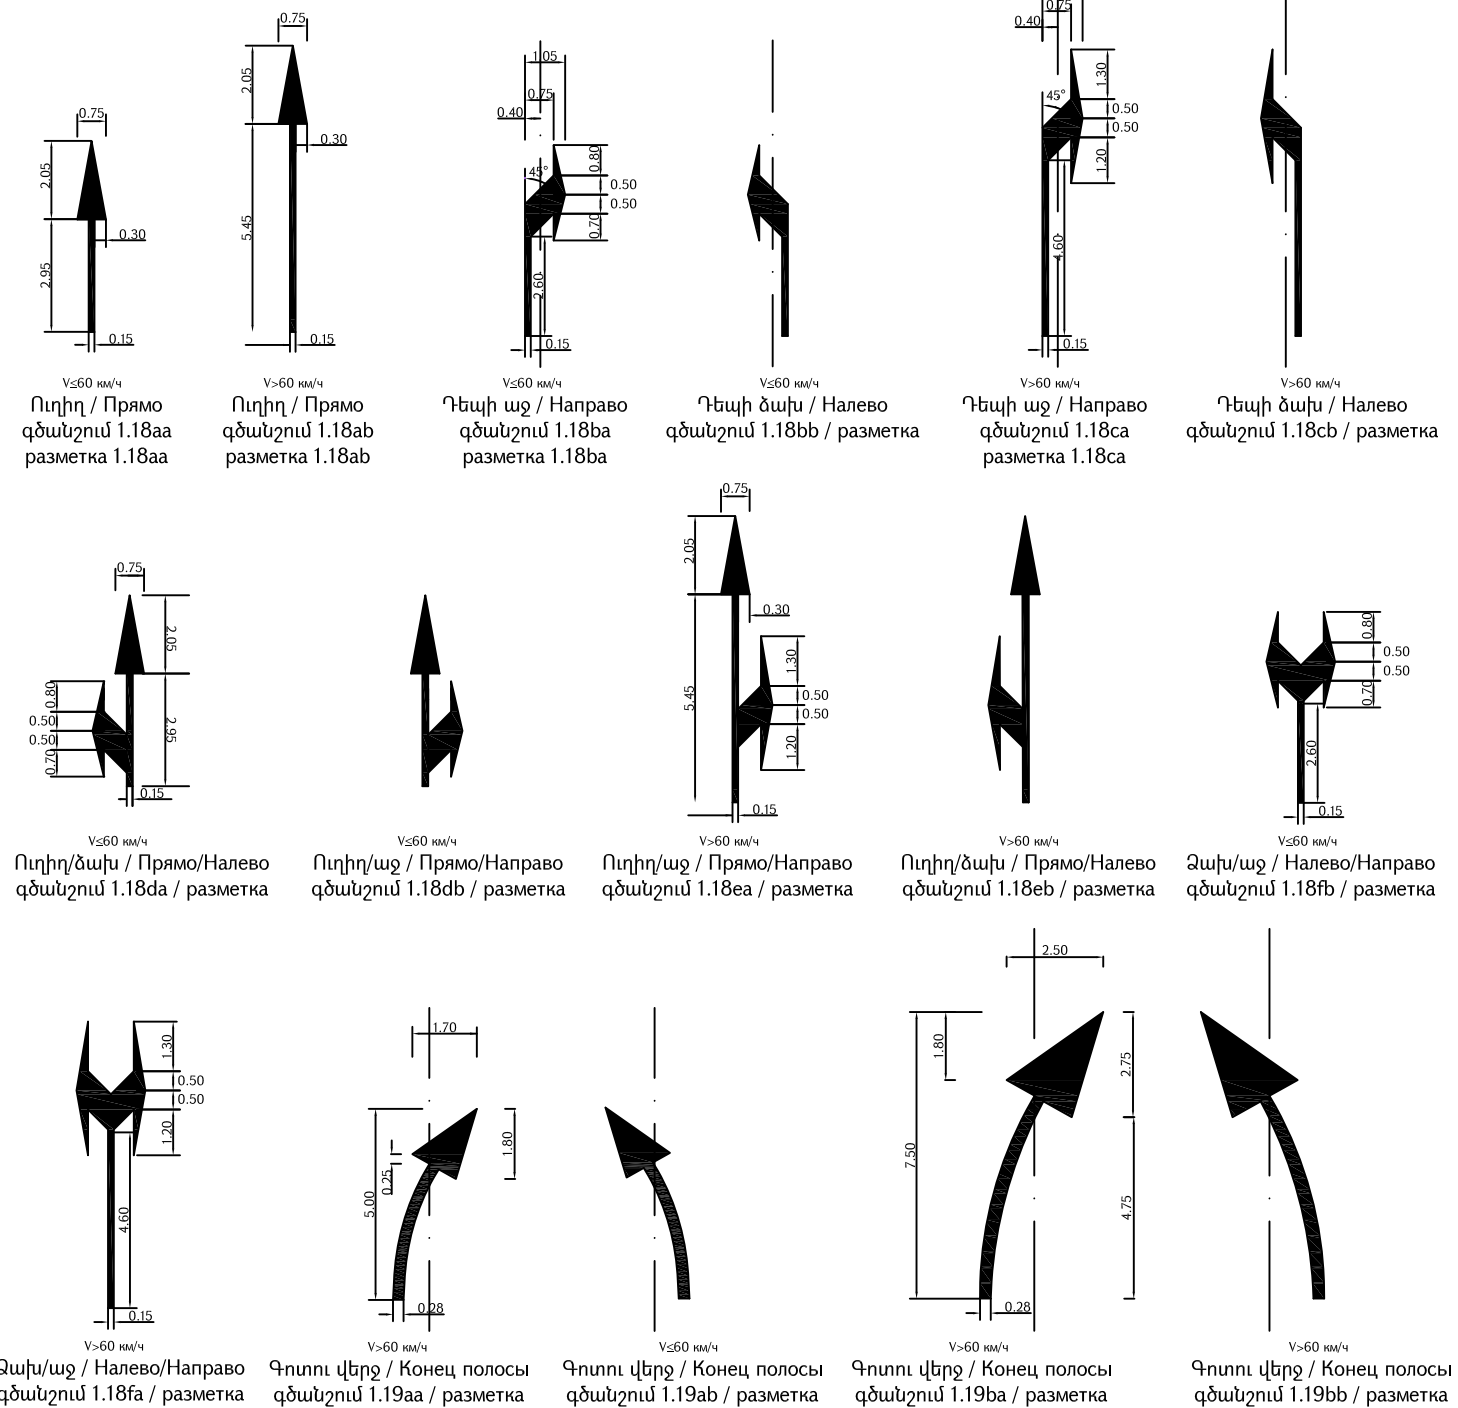 0.75
2.05
0.30
2.95
0.15
V≤60 км/ч
Ուղիղ / Прямо
գծանշում 1.18aa
разметка 1.18aa
0.75
2.05
0.30
5.45
0.15
V>60 км/ч
Ուղիղ / Прямо
գծանշում 1.18ab
разметка 1.18ab
1.05
0.75
0.40
45°
0.80
0.50
0.50
0.70
2.60
0.15
V≤60 км/ч
Դեպի աջ / Направо
գծանշում 1.18ba
разметка 1.18ba
V≤60 км/ч
Դեպի ձախ / Налево
գծանշում 1.18bb / разметка
0.75
0.40
45°
1.30
0.50
0.50
1.20
4.60
0.15
V>60 км/ч
Դեպի աջ / Направо
գծանշում 1.18ca
разметка 1.18ca
V>60 км/ч
Դեպի ձախ / Налево
գծանշում 1.18cb / разметка
0.75
2.05
0.80
0.50
0.50
0.70
2.95
0.15
V≤60 км/ч
Ուղիղ/ձախ / Прямо/Налево
գծանշում 1.18da / разметка
V≤60 км/ч
Ուղիղ/աջ / Прямо/Направо
գծանշում 1.18db / разметка
0.75
2.05
0.30
1.30
0.50
0.50
1.20
5.45
0.15
V>60 км/ч
Ուղիղ/աջ / Прямо/Направо
գծանշում 1.18ea / разметка
V>60 км/ч
Ուղիղ/ձախ / Прямо/Налево
գծանշում 1.18eb / разметка
0.80
0.50
0.50
0.70
2.60
0.15
V≤60 км/ч
Ձախ/աջ / Налево/Направо
գծանշում 1.18fb / разметка
1.30
0.50
0.50
1.20
4.60
0.15
V>60 км/ч
Ձախ/աջ / Налево/Направо
գծանշում 1.18fa / разметка
1.70
1.80
0.25
5.00
0.28
V>60 км/ч
Գոտու վերջ / Конец полосы
գծանշում 1.19aa / разметка
V≤60 км/ч
Գոտու վերջ / Конец полосы
գծանշում 1.19ab / разметка
2.50
1.80
2.75
7.50
4.75
0.28
V>60 км/ч
Գոտու վերջ / Конец полосы
գծանշում 1.19ba / разметка
V>60 км/ч
Գոտու վերջ / Конец полосы
գծանշում 1.19bb / разметка